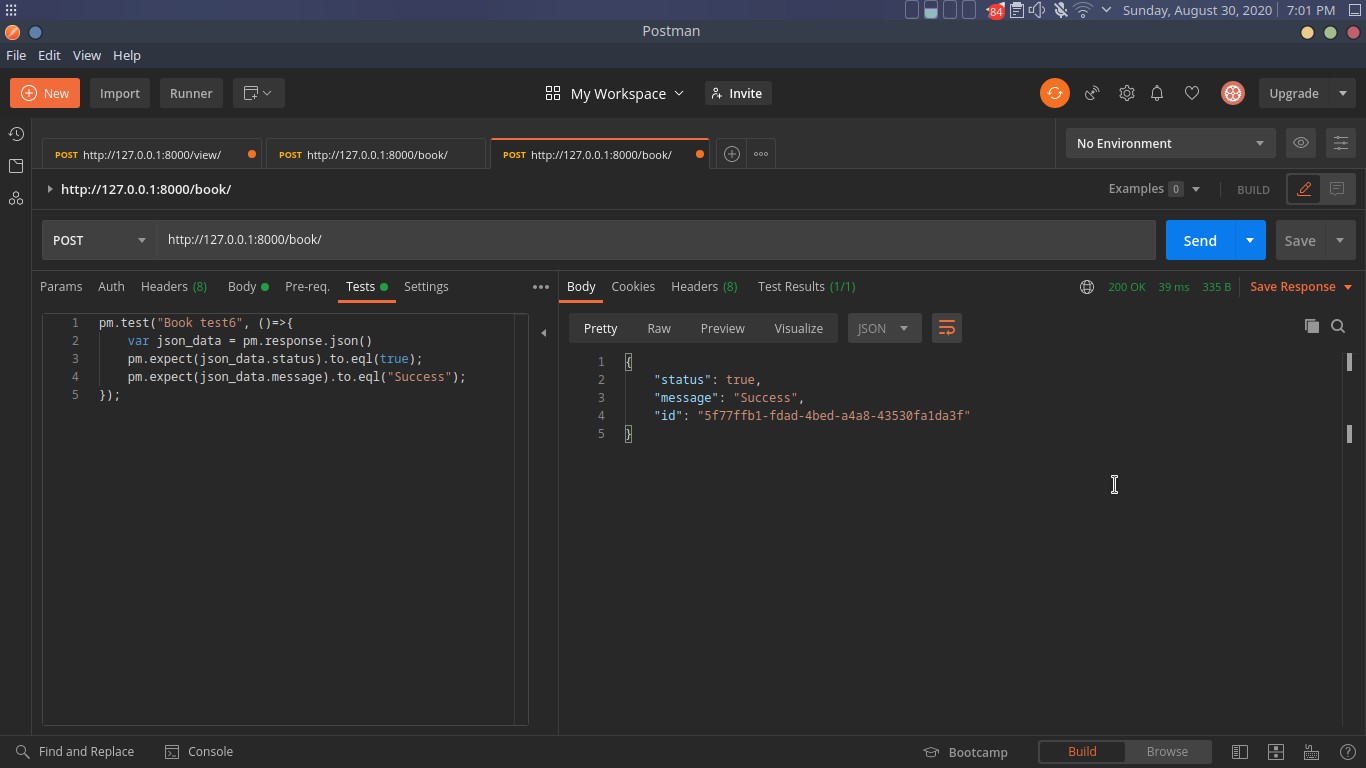 84 Sunday, August 30, 2020 7:01 PM
Postman
File Edit View Help
New Import Runner My Workspace Invite Upgrade
POST http://127.0.0.1:8000/view/ POST http://127.0.0.1:8000/book/ POST http://127.0.0.1:8000/book/ No Environment
http://127.0.0.1:8000/book/ Examples 0 BUILD
POST http://127.0.0.1:8000/book/ Send Save
Params Auth Headers (8) Body Pre-req. Tests Settings
1 pm.test("Book test6", ()=>{
2 var json_data = pm.response.json()
3 pm.expect(json_data.status).to.eql(true);
4 pm.expect(json_data.message).to.eql("Success");
5 });
Body Cookies Headers (8) Test Results (1/1) 200 OK 39 ms 335 B Save Response
Pretty Raw Preview Visualize JSON
1 {
2 "status": true,
3 "message": "Success",
4 "id": "5f77ffb1-fdad-4bed-a4a8-43530fa1da3f"
5 }
Find and Replace Console Bootcamp Build Browse